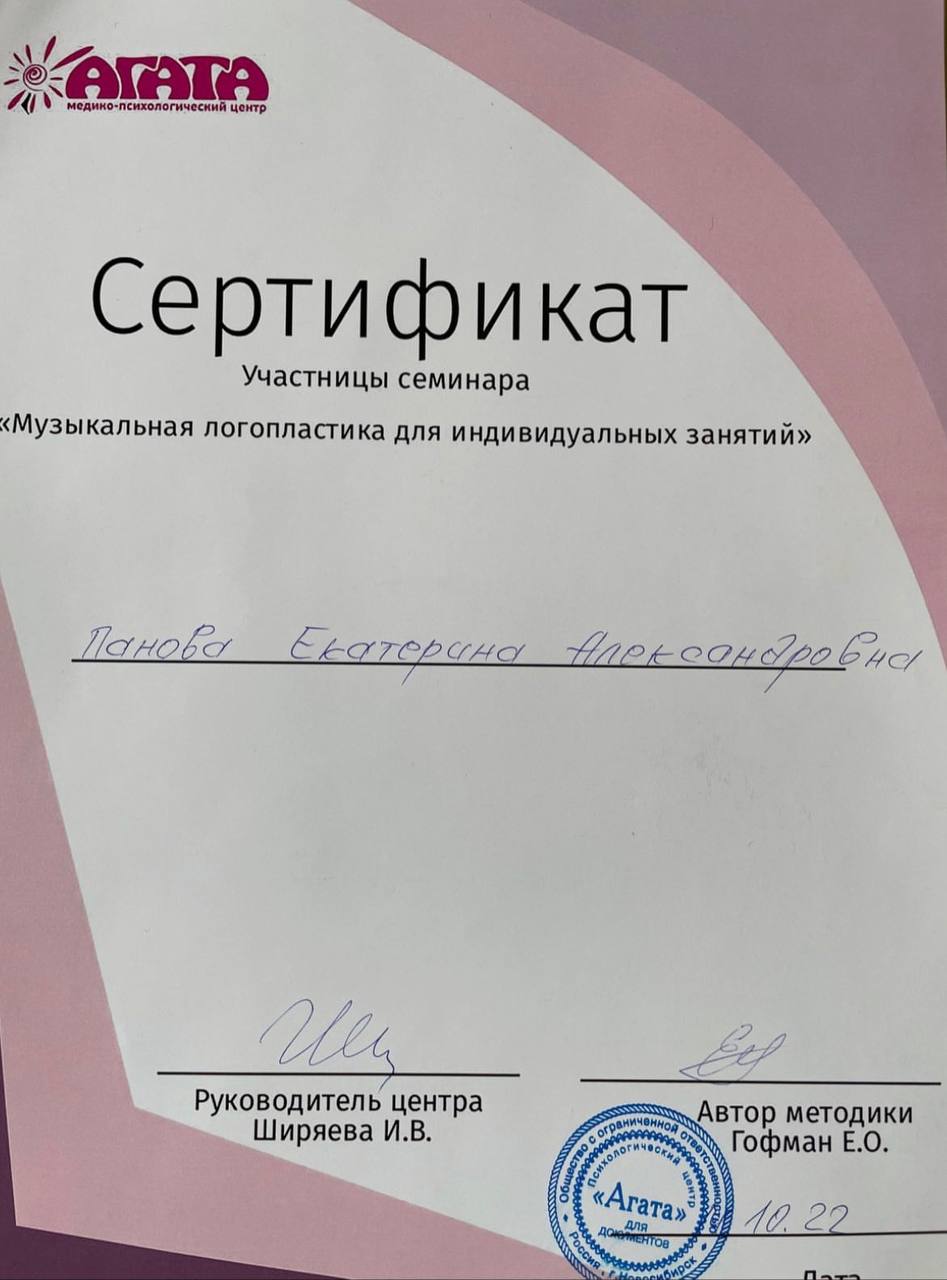 АГАТА
медико-психологический центр
Сертификат
Участницы семинара
«Музыкальная логопластика для индивидуальных занятий»
Панова Екатерина Александровна
Руководитель центра
Ширяева И.В.
Автор методики
Гофман Е.О.
Общество с ограниченной ответственностью
Психологический центр
«Агата»
для
документов
Россия · г.Новосибирск
10.22
Дата